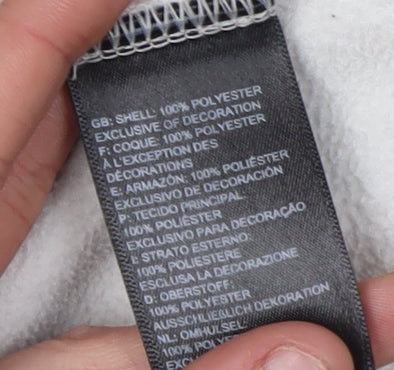 GB: SHELL: 100% POLYESTER
EXCLUSIVE OF DECORATION
F: COQUE: 100% POLYESTER
À L'EXCEPTION DES
DÉCORATIONS
E: ARMAZÓN: 100% POLIÉSTER
EXCLUSIVO DE DECORACIÓN
P: TECIDO PRINCIPAL:
100% POLIÉSTER
EXCLUSIVO PARA DECORAÇÃO
I: STRATO ESTERNO:
100% POLIESTERE
ESCLUSA LA DECORAZIONE
D: OBERSTOFF:
100% POLYESTER
AUSSCHLIEßLICH DEKORATION
NL: OMHULSEL:
100% POLYESTER